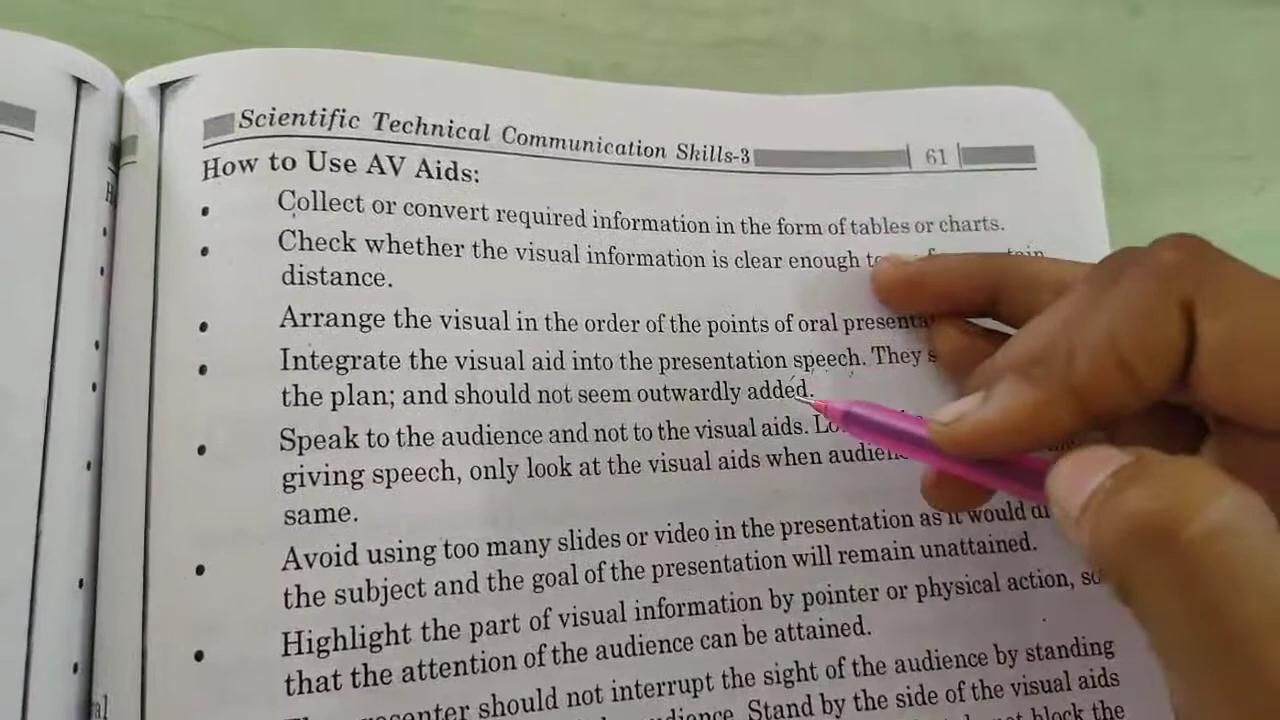 Scientific Technical Communication Skills-3 61
How to Use AV Aids:
• Collect or convert required information in the form of tables or charts.
• Check whether the visual information is clear enough
distance.
• Arrange the visual in the order of the points of oral
• Integrate the visual aid into the presentation speech. They
the plan; and should not seem outwardly added.
• Speak to the audience and not to the visual aids.
giving speech, only look at the visual aids when
same.
• Avoid using too many slides or video in the presentation as it would
the subject and the goal of the presentation will remain unattained.
• Highlight the part of visual information by pointer or physical action, so
that the attention of the audience can be attained.
should not interrupt the sight of the audience by standing
Stand by the side of the visual aids
block the